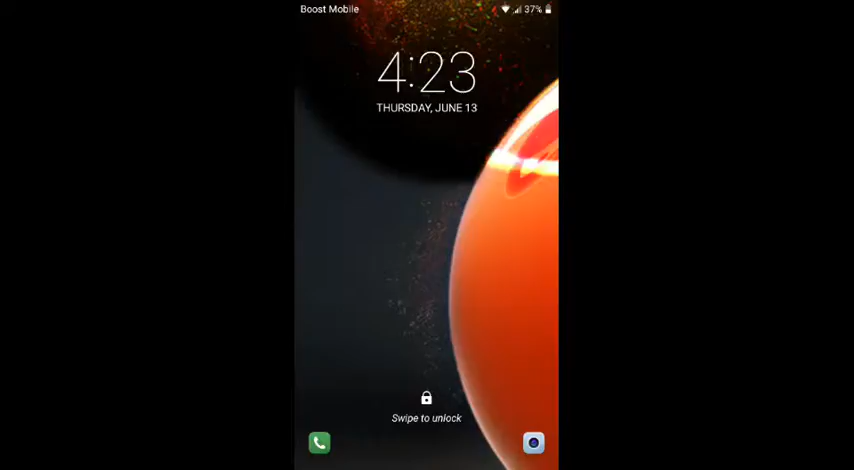 Boost Mobile 37%
4:23
THURSDAY, JUNE 13
Swipe to unlock